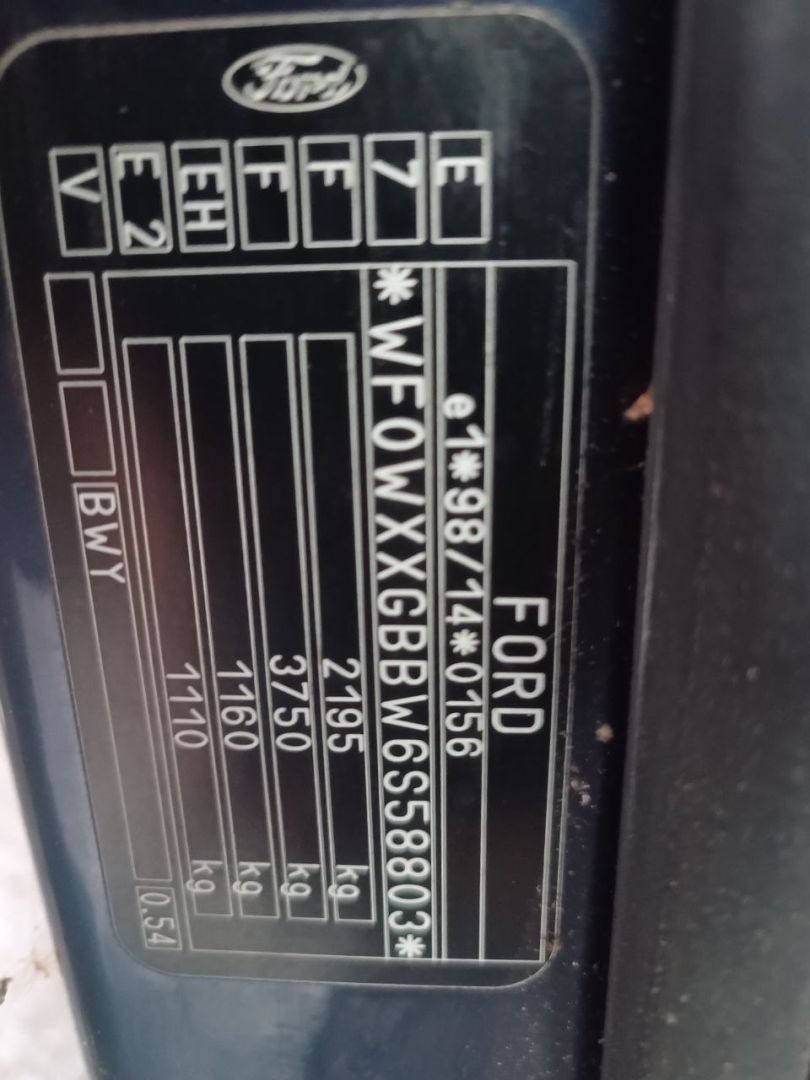 Ford
FORD
E
e1*98/14*0156
7
*WF0WXXGBBW6S58803*
F
2195 kg
F
3750 kg
EH
1160 kg
E 2
1110 kg
V
0.54
BWY